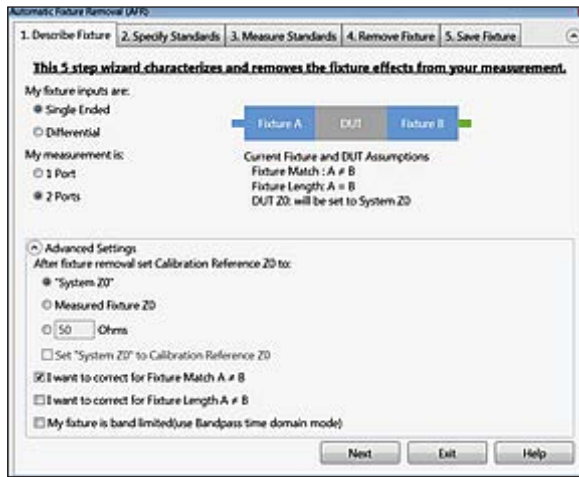 Automatic Fixture Removal (AFR)
1. Describe Fixture 2. Specify Standards 3. Measure Standards 4. Remove Fixture 5. Save Fixture
This 5 step wizard characterizes and removes the fixture effects from your measurement.
My fixture inputs are:
Single Ended
Differential
Fixture A DUT Fixture B
My measurement is:
1 Port
2 Ports
Current Fixture and DUT Assumptions
Fixture Match : A ≠ B
Fixture Length: A = B
DUT Z0: will be set to System Z0
Advanced Settings
After fixture removal set Calibration Reference Z0 to:
"System Z0"
Measured Fixture Z0
50 Ohms
Set "System Z0" to Calibration Reference Z0
I want to correct for Fixture Match A ≠ B
I want to correct for Fixture Length A ≠ B
My fixture is band limited(use Bandpass time domain mode)
Next Exit Help